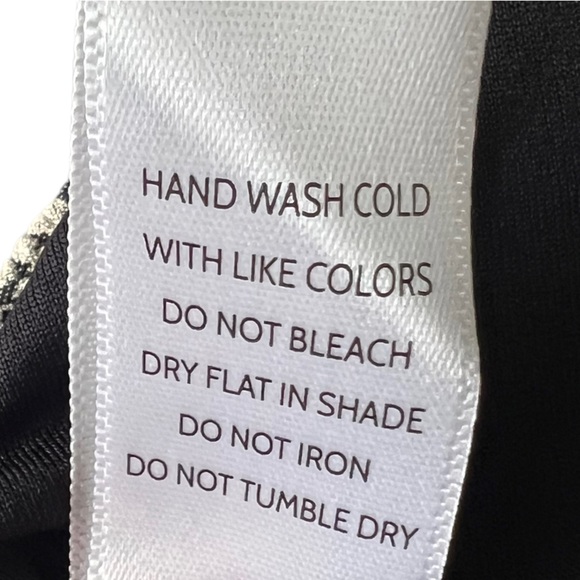 HAND WASH COLD
WITH LIKE COLORS
DO NOT BLEACH
DRY FLAT IN SHADE
DO NOT IRON
DO NOT TUMBLE DRY